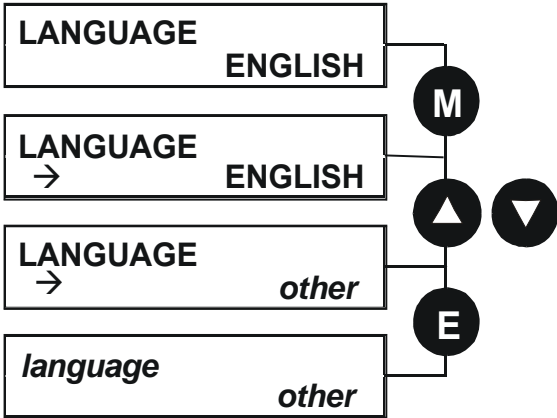 LANGUAGE
ENGLISH
M
LANGUAGE
→ ENGLISH
LANGUAGE
→ other
E
language
other